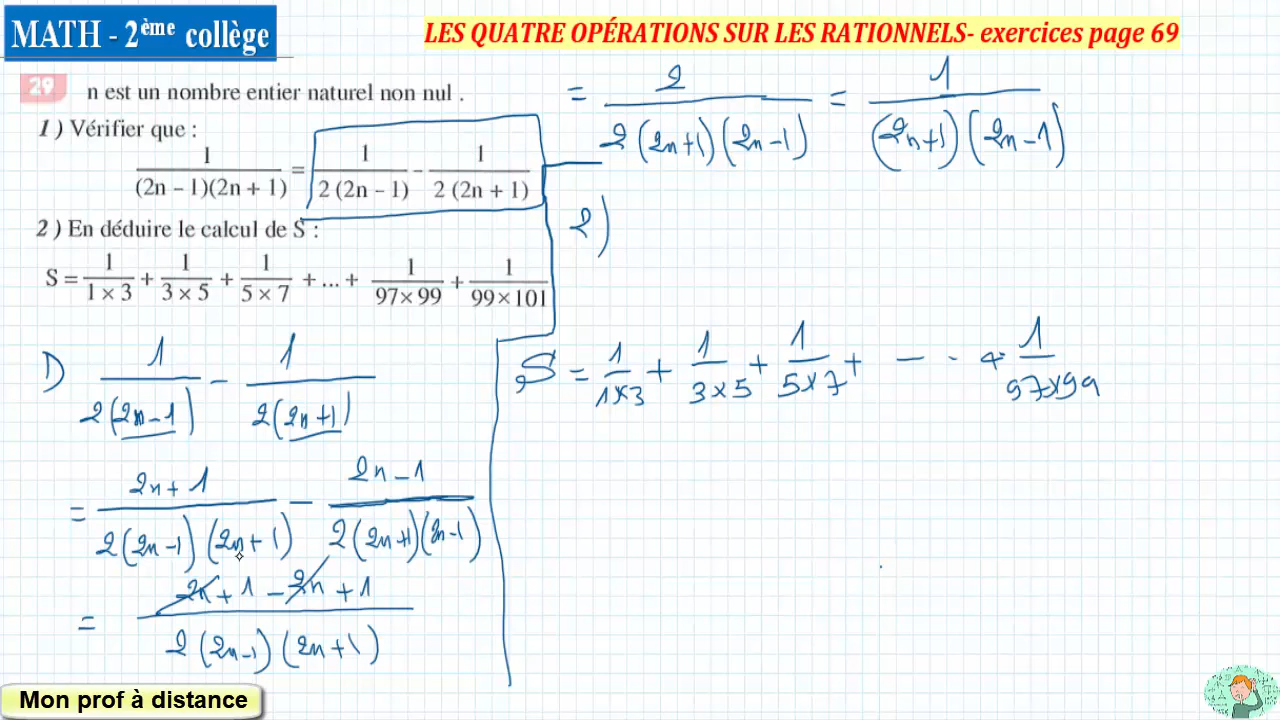 MATH - 2ème collège
LES QUATRE OPÉRATIONS SUR LES RATIONNELS- exercices page 69
29 n est un nombre entier naturel non nul .
1 ) Vérifier que :
1/((2n − 1)(2n + 1)) = 1/(2 (2n − 1)) − 1/(2 (2n + 1))
2 ) En déduire le calcul de S :
S = 1/(1 × 3) + 1/(3 × 5) + 1/(5 × 7) + ... + 1/(97 × 99) + 1/(99 × 101)
1) 1/(2(2n-1)) - 1/(2(2n+1))
= (2n+1)/(2(2n-1)(2n+1)) - (2n-1)/(2(2n+1)(2n-1))
= (2n+1-2n+1)/(2(2n-1)(2n+1))
= 2/(2(2n+1)(2n-1)) = 1/((2n+1)(2n-1))
2)
S = 1/(1×3) + 1/(3×5) + 1/(5×7) + - - + 1/(97×99)
Mon prof à distance